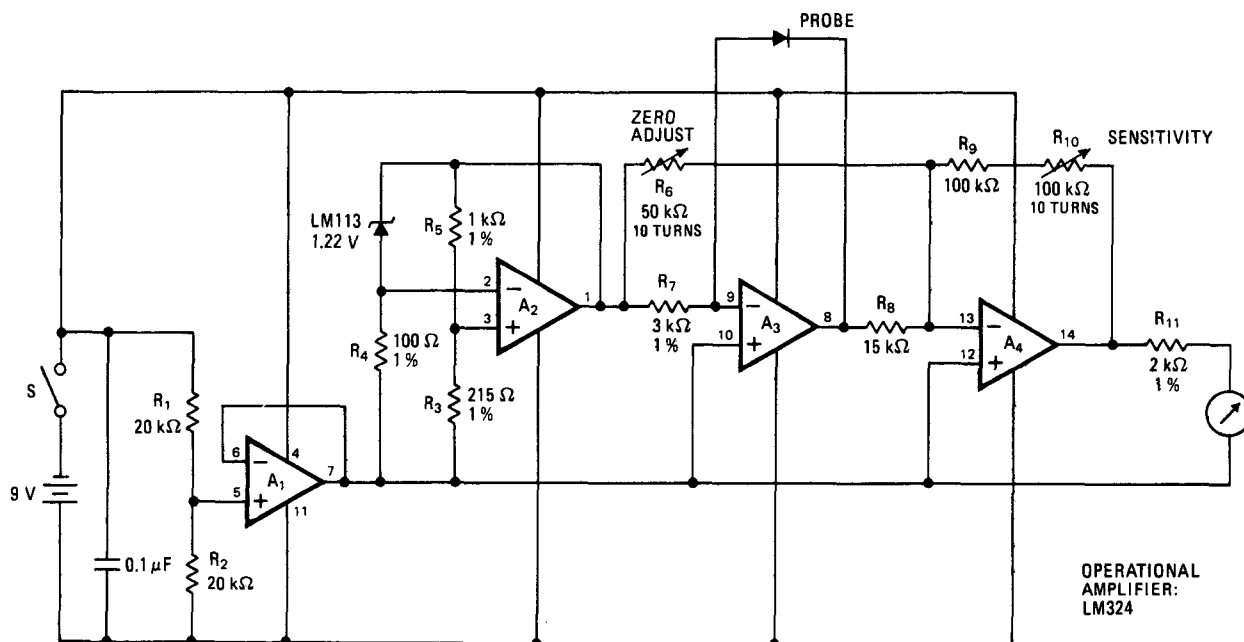 PROBE
ZERO
ADJUST
R6
50 kΩ
10 TURNS
R9
100 kΩ
R10
100 kΩ
10 TURNS
SENSITIVITY
LM113
1.22 V
R5
1 kΩ
1 %
2
3
−
+
A2
1
R7
3 kΩ
1 %
9
10
−
+
A3
8
R8
15 kΩ
13
12
−
+
A4
14
R11
2 kΩ
1 %
R4
100 Ω
1 %
R3
215 Ω
1 %
S
R1
20 kΩ
6
5
−
+
A1
4
7
11
9 V
0.1 μF
R2
20 kΩ
OPERATIONAL
AMPLIFIER:
LM324